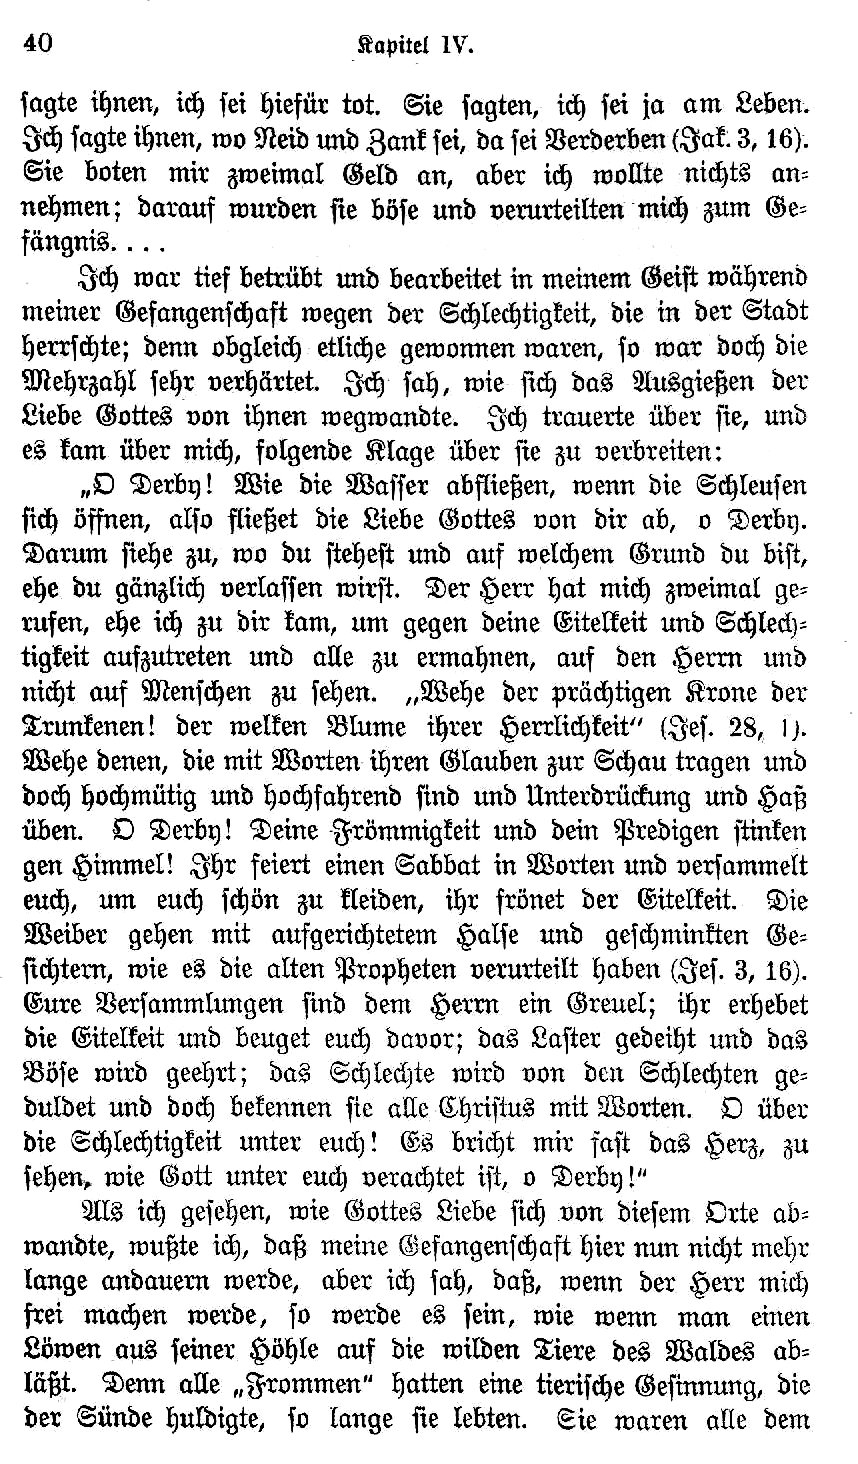 40 Kapitel IV.
sagte ihnen, ich sei hiefür tot. Sie sagten, ich sei ja am Leben.
Ich sagte ihnen, wo Neid und Zank sei, da sei Verderben (Jak. 3, 16).
Sie boten mir zweimal Geld an, aber ich wollte nichts an-
nehmen; darauf wurden sie böse und verurteilten mich zum Ge-
fängnis. . . .
Ich war tief betrübt und bearbeitet in meinem Geist während
meiner Gefangenschaft wegen der Schlechtigkeit, die in der Stadt
herrschte; denn obgleich etliche gewonnen waren, so war doch die
Mehrzahl sehr verhärtet. Ich sah, wie sich das Ausgießen der
Liebe Gottes von ihnen wegwandte. Ich trauerte über sie, und
es kam über mich, folgende Klage über sie zu verbreiten:
„O Derby! Wie die Wasser abfließen, wenn die Schleusen
sich öffnen, also fließet die Liebe Gottes von dir ab, o Derby.
Darum siehe zu, wo du stehest und auf welchem Grund du bist,
ehe du gänzlich verlassen wirst. Der Herr hat mich zweimal ge-
rufen, ehe ich zu dir kam, um gegen deine Eitelkeit und Schlech-
tigkeit aufzutreten und alle zu ermahnen, auf den Herrn und
nicht auf Menschen zu sehen. „Wehe der prächtigen Krone der
Trunkenen! der welken Blume ihrer Herrlichkeit“ (Jes. 28, 1).
Wehe denen, die mit Worten ihren Glauben zur Schau tragen und
doch hochmütig und hochfahrend sind und Unterdrückung und Haß
üben. O Derby! Deine Frömmigkeit und dein Predigen stinken
gen Himmel! Ihr feiert einen Sabbat in Worten und versammelt
euch, um euch schön zu kleiden, ihr frönet der Eitelkeit. Die
Weiber gehen mit aufgerichtetem Halse und geschminkten Ge-
sichtern, wie es die alten Propheten verurteilt haben (Jes. 3, 16).
Eure Versammlungen sind dem Herrn ein Greuel; ihr erhebet
die Eitelkeit und beuget euch davor; das Laster gedeiht und das
Böse wird geehrt; das Schlechte wird von den Schlechten ge-
duldet und doch bekennen sie alle Christus mit Worten. O über
die Schlechtigkeit unter euch! Es bricht mir fast das Herz, zu
sehen, wie Gott unter euch verachtet ist, o Derby!“
Als ich gesehen, wie Gottes Liebe sich von diesem Orte ab-
wandte, wußte ich, daß meine Gefangenschaft hier nun nicht mehr
lange andauern werde, aber ich sah, daß, wenn der Herr mich
frei machen werde, so werde es sein, wie wenn man einen
Löwen aus seiner Höhle auf die wilden Tiere des Waldes ab-
läßt. Denn alle „Frommen“ hatten eine tierische Gesinnung, die
der Sünde huldigte, so lange sie lebten. Sie waren alle dem